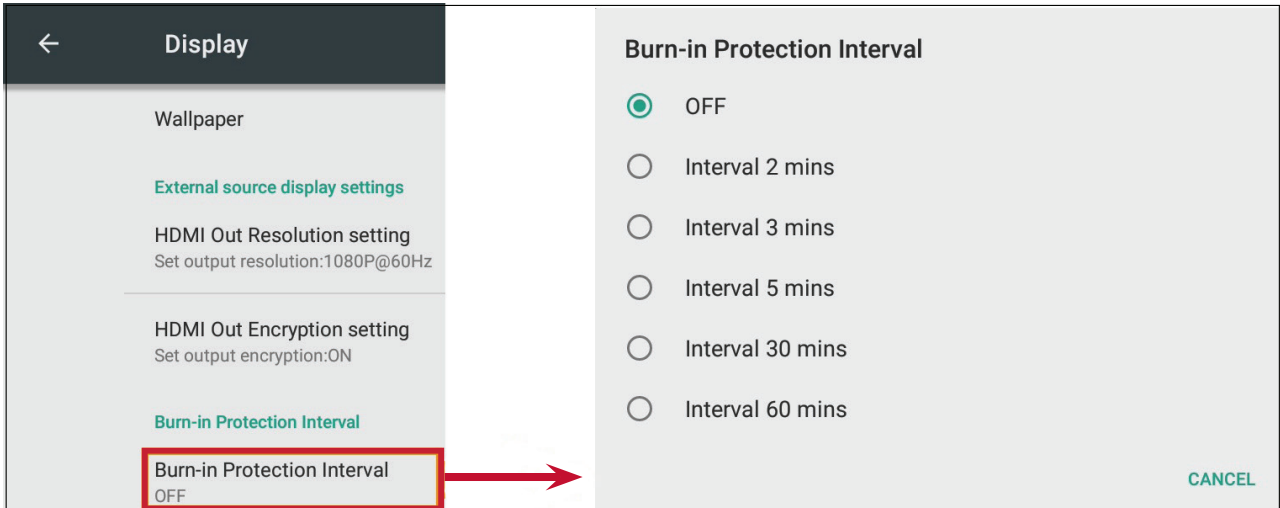 Display
Wallpaper
External source display settings
HDMI Out Resolution setting
Set output resolution:1080P@60Hz
HDMI Out Encryption setting
Set output encryption:ON
Burn-in Protection Interval
Burn-in Protection Interval
OFF
Burn-in Protection Interval
OFF
Interval 2 mins
Interval 3 mins
Interval 5 mins
Interval 30 mins
Interval 60 mins
CANCEL